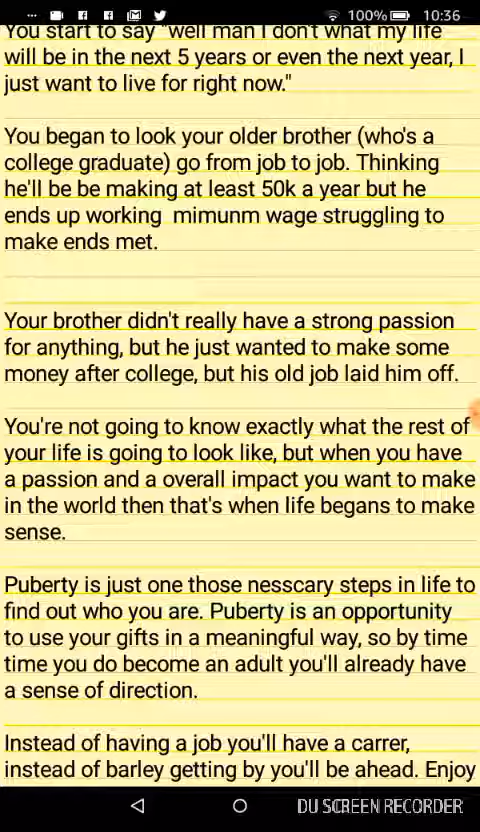 100% 10:36
You start to say "well man I don't what my life
will be in the next 5 years or even the next year, I
just want to live for right now."
You began to look your older brother (who's a
college graduate) go from job to job. Thinking
he'll be be making at least 50k a year but he
ends up working mimunm wage struggling to
make ends met.
Your brother didn't really have a strong passion
for anything, but he just wanted to make some
money after college, but his old job laid him off.
You're not going to know exactly what the rest of
your life is going to look like, but when you have
a passion and a overall impact you want to make
in the world then that's when life begans to make
sense.
Puberty is just one those nesscary steps in life to
find out who you are. Puberty is an opportunity
to use your gifts in a meaningful way, so by time
time you do become an adult you'll already have
a sense of direction.
Instead of having a job you'll have a carrer,
instead of barley getting by you'll be ahead. Enjoy
DU SCREEN RECORDER